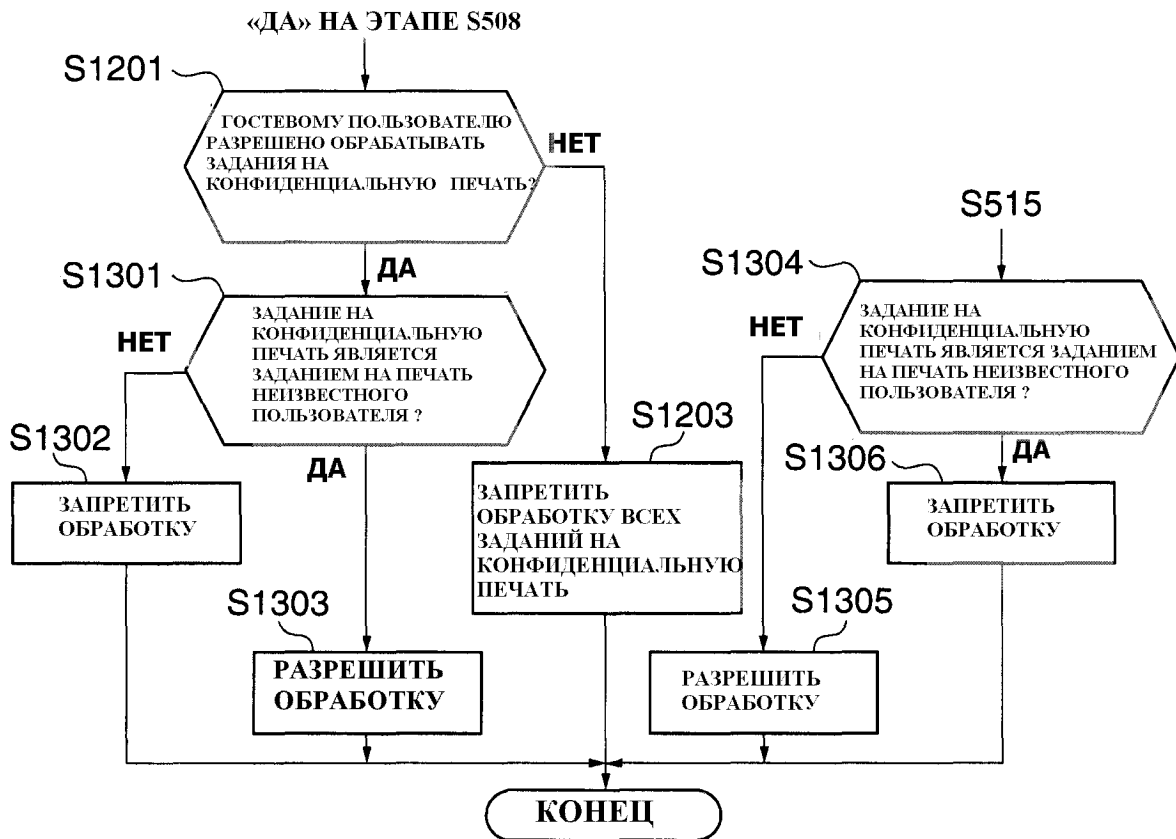 «ДА» НА ЭТАПЕ S508
S1201
ГОСТЕВОМУ ПОЛЬЗОВАТЕЛЮ
РАЗРЕШЕНО ОБРАБАТЫВАТЬ
ЗАДАНИЯ НА
КОНФИДЕНЦИАЛЬНУЮ ПЕЧАТЬ?
НЕТ
ДА
S1301
ЗАДАНИЕ НА
КОНФИДЕНЦИАЛЬНУЮ
ПЕЧАТЬ ЯВЛЯЕТСЯ
ЗАДАНИЕМ НА ПЕЧАТЬ
НЕИЗВЕСТНОГО
ПОЛЬЗОВАТЕЛЯ ?
НЕТ
ДА
S1302
ЗАПРЕТИТЬ
ОБРАБОТКУ
S1303
РАЗРЕШИТЬ
ОБРАБОТКУ
S1203
ЗАПРЕТИТЬ
ОБРАБОТКУ ВСЕХ
ЗАДАНИЙ НА
КОНФИДЕНЦИАЛЬНУЮ
ПЕЧАТЬ
S515
S1304
ЗАДАНИЕ НА
КОНФИДЕНЦИАЛЬНУЮ
ПЕЧАТЬ ЯВЛЯЕТСЯ ЗАДАНИЕМ
НА ПЕЧАТЬ НЕИЗВЕСТНОГО
ПОЛЬЗОВАТЕЛЯ ?
НЕТ
ДА
S1306
ЗАПРЕТИТЬ
ОБРАБОТКУ
S1305
РАЗРЕШИТЬ
ОБРАБОТКУ
КОНЕЦ